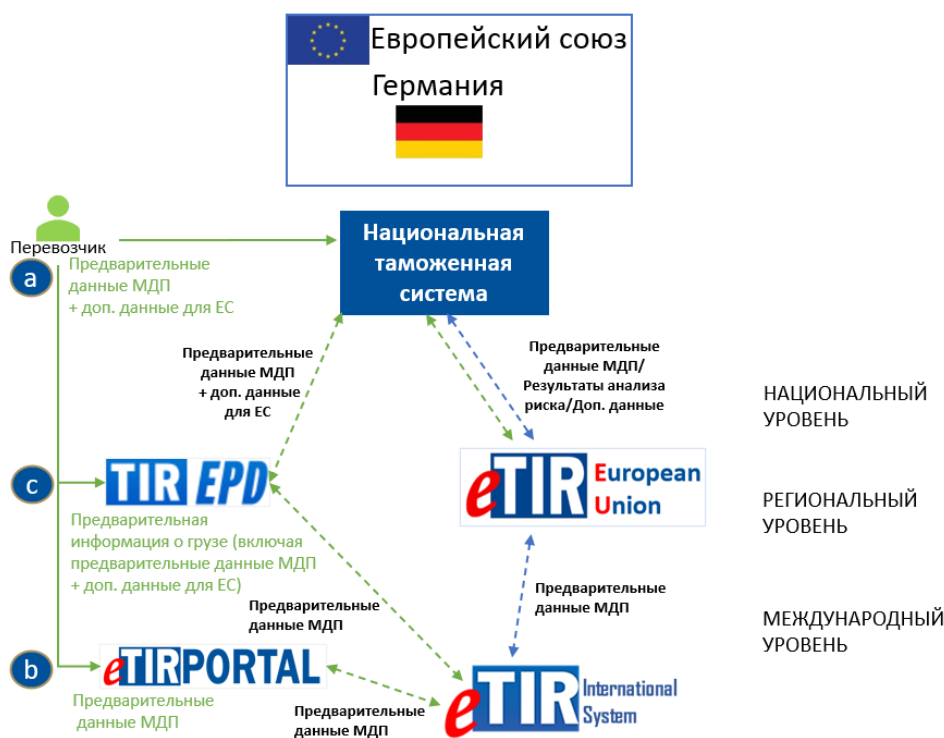 Европейский союз
Германия
Перевозчик
Национальная
таможенная
система
a
Предварительные
данные МДП
+ доп. данные для ЕС
Предварительные
данные МДП
+ доп. данные
для ЕС
Предварительные
данные МДП/
Результаты анализа
риска/Доп. данные
НАЦИОНАЛЬНЫЙ
УРОВЕНЬ
c
TIR EPD
eTIR European
Union
РЕГИОНАЛЬНЫЙ
УРОВЕНЬ
Предварительная
информация о грузе (включая
предварительные данные МДП
+ доп. данные для ЕС)
Предварительные
данные МДП
Предварительные
данные МДП
МЕЖДУНАРОДНЫЙ
УРОВЕНЬ
b
eTIRPORTAL
Предварительные
данные МДП
Предварительные
данные МДП
eTIR International
System